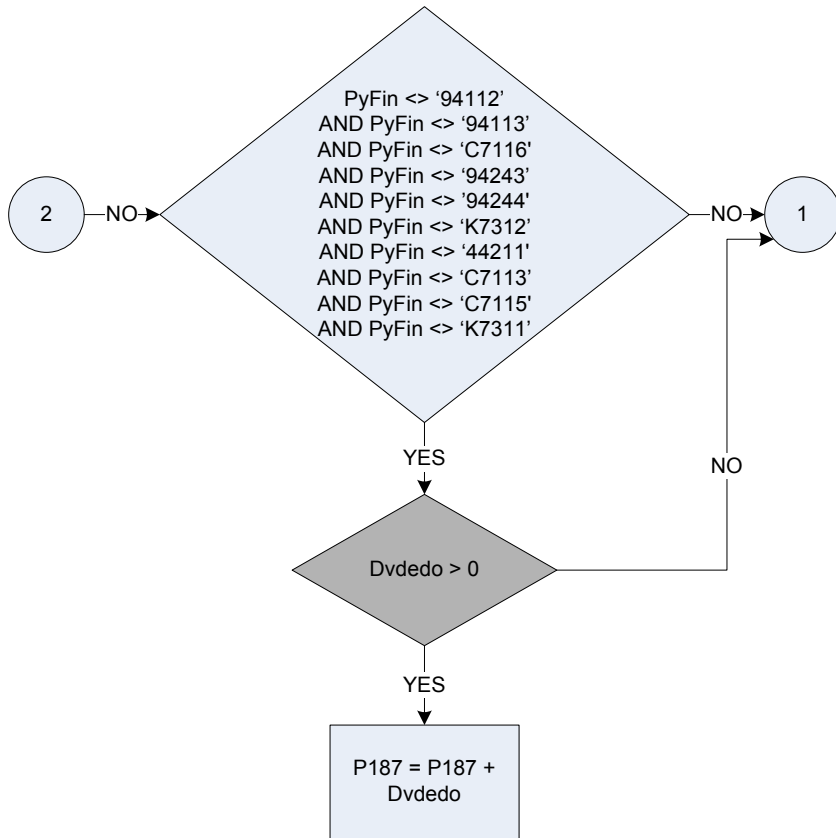 PyFin <> ‘94112’
AND PyFin <> ‘94113’
AND PyFin <> ‘C7116'
AND PyFin <> ‘94243’
AND PyFin <> ‘94244'
AND PyFin <> ‘K7312’
AND PyFin <> ‘44211'
AND PyFin <> ‘C7113’
AND PyFin <> ‘C7115'
AND PyFin <> ‘K7311’
2
NO
NO
1
YES
NO
Dvdedo > 0
YES
P187 = P187 +
Dvdedo